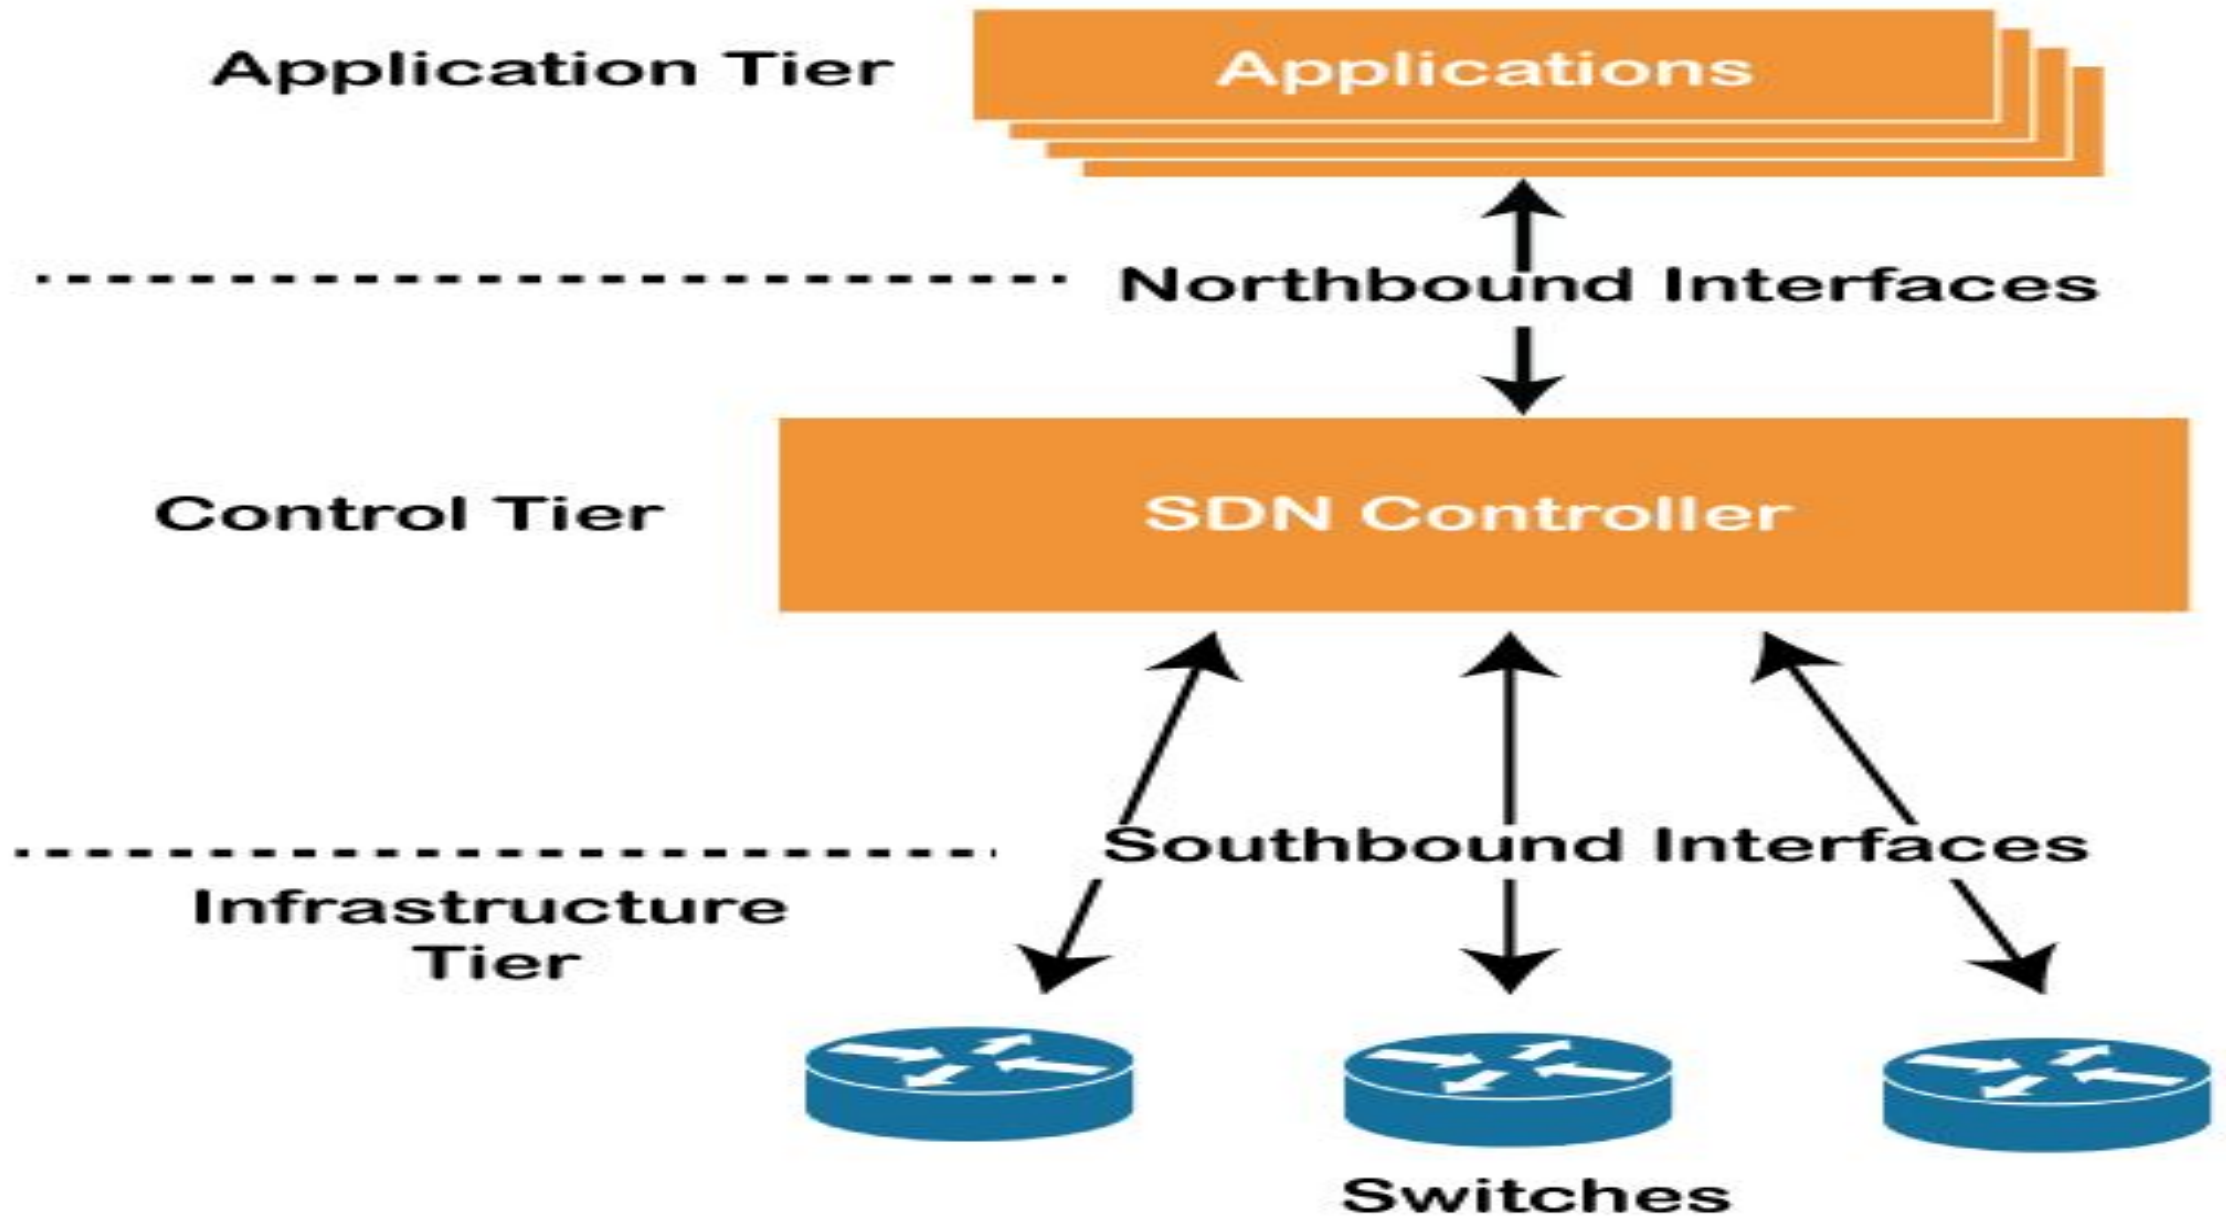 Application Tier
Applications
Northbound Interfaces
Control Tier
SDN Controller
Southbound Interfaces
Infrastructure
Tier
Switches